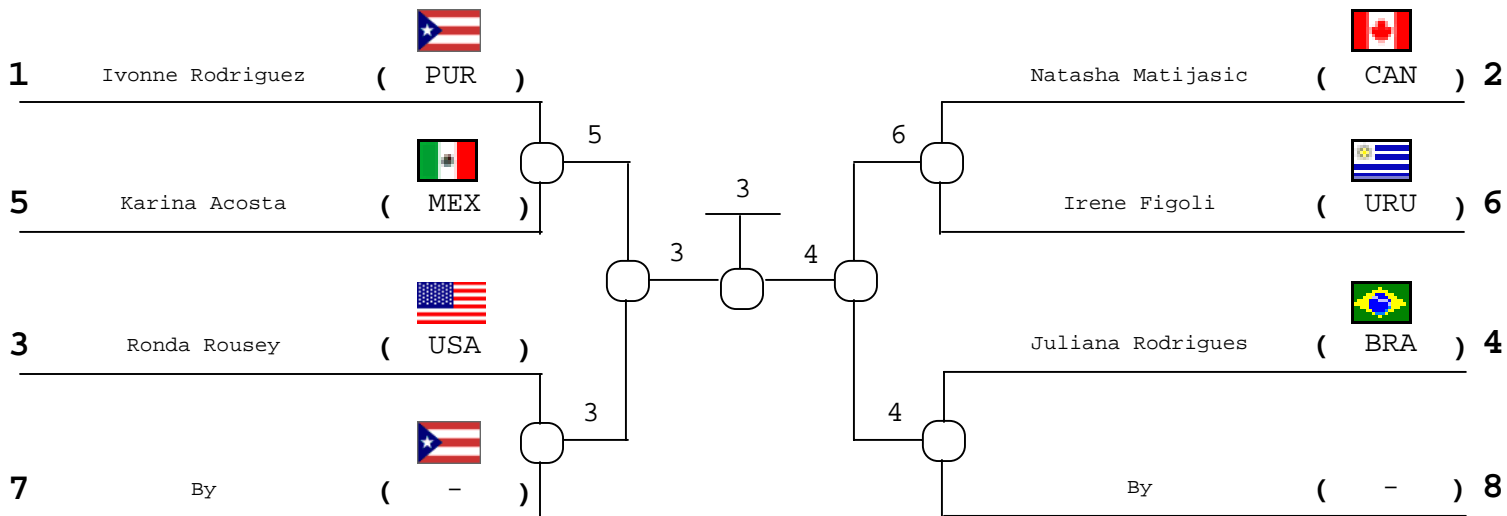 1 Ivonne Rodriguez ( PUR )
5 Karina Acosta ( MEX )
3 Ronda Rousey ( USA )
7 By ( - )
5
3
3
3
4
6
4
Natasha Matijasic ( CAN ) 2
Irene Figoli ( URU ) 6
Juliana Rodrigues ( BRA ) 4
By ( - ) 8